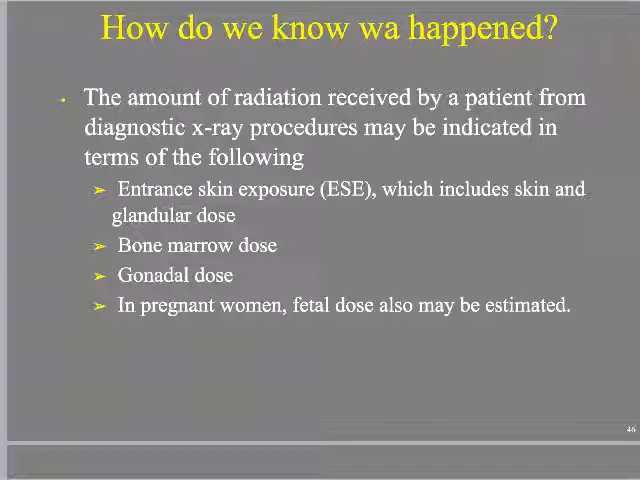 How do we know wa happened?
• The amount of radiation received by a patient from
diagnostic x-ray procedures may be indicated in
terms of the following
➢ Entrance skin exposure (ESE), which includes skin and
glandular dose
➢ Bone marrow dose
➢ Gonadal dose
➢ In pregnant women, fetal dose also may be estimated.
46